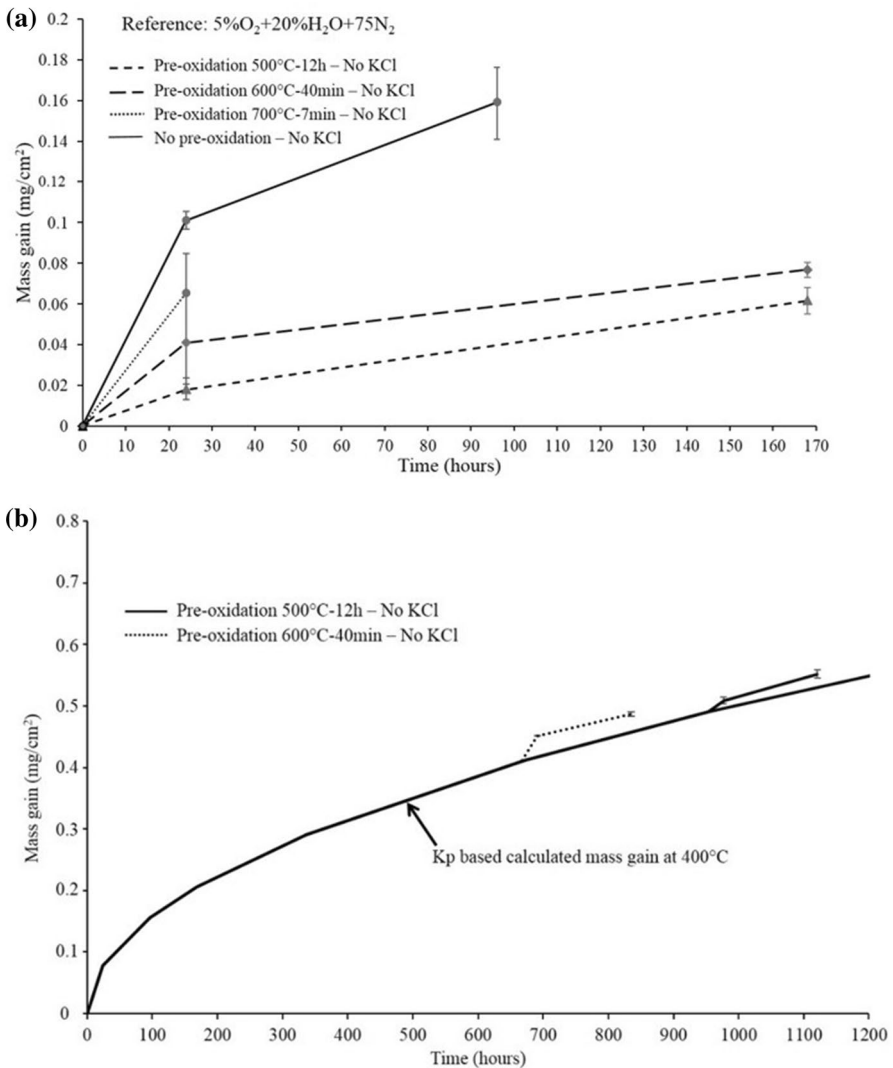 (a)
Reference: 5%O₂+20%H₂O+75N₂
Pre-oxidation 500°C-12h – No KCl
Pre-oxidation 600°C-40min – No KCl
Pre-oxidation 700°C-7min – No KCl
No pre-oxidation – No KCl
Mass gain (mg/cm²)
0.2
0.18
0.16
0.14
0.12
0.1
0.08
0.06
0.04
0.02
0
0 10 20 30 40 50 60 70 80 90 100 110 120 130 140 150 160 170
Time (hours)
(b)
Pre-oxidation 500°C-12h – No KCl
Pre-oxidation 600°C-40min – No KCl
Mass gain (mg/cm²)
0.8
0.7
0.6
0.5
0.4
0.3
0.2
0.1
0
Kp based calculated mass gain at 400°C
0 100 200 300 400 500 600 700 800 900 1000 1100 1200
Time (hours)